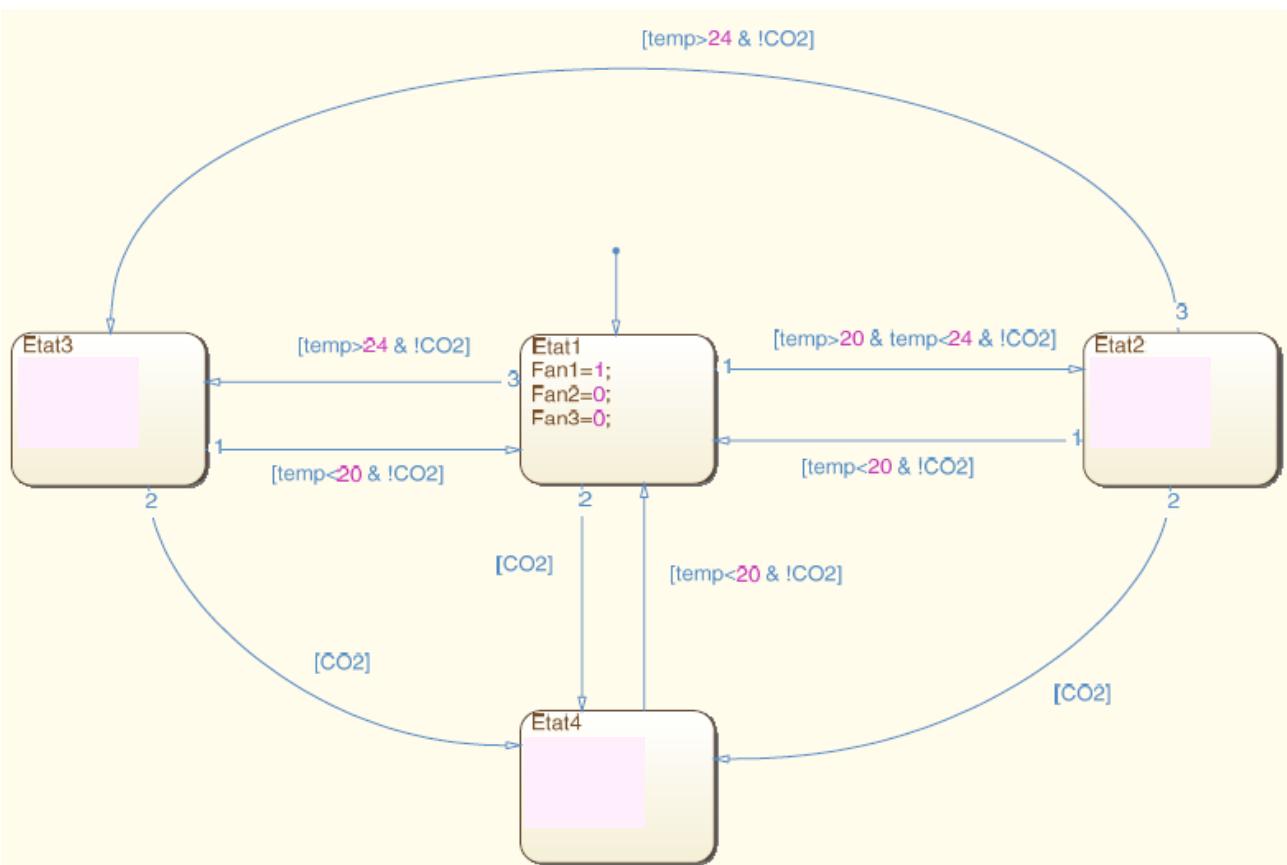 [temp>24 & !CO2]
3
Etat3
[temp>24 & !CO2]
3
1
[temp<20 & !CO2]
2
Etat1
Fan1=1;
Fan2=0;
Fan3=0;
1
[temp>20 & temp<24 & !CO2]
Etat2
1
[temp<20 & !CO2]
2
2
[CO2]
[temp<20 & !CO2]
[CO2]
[CO2]
Etat4